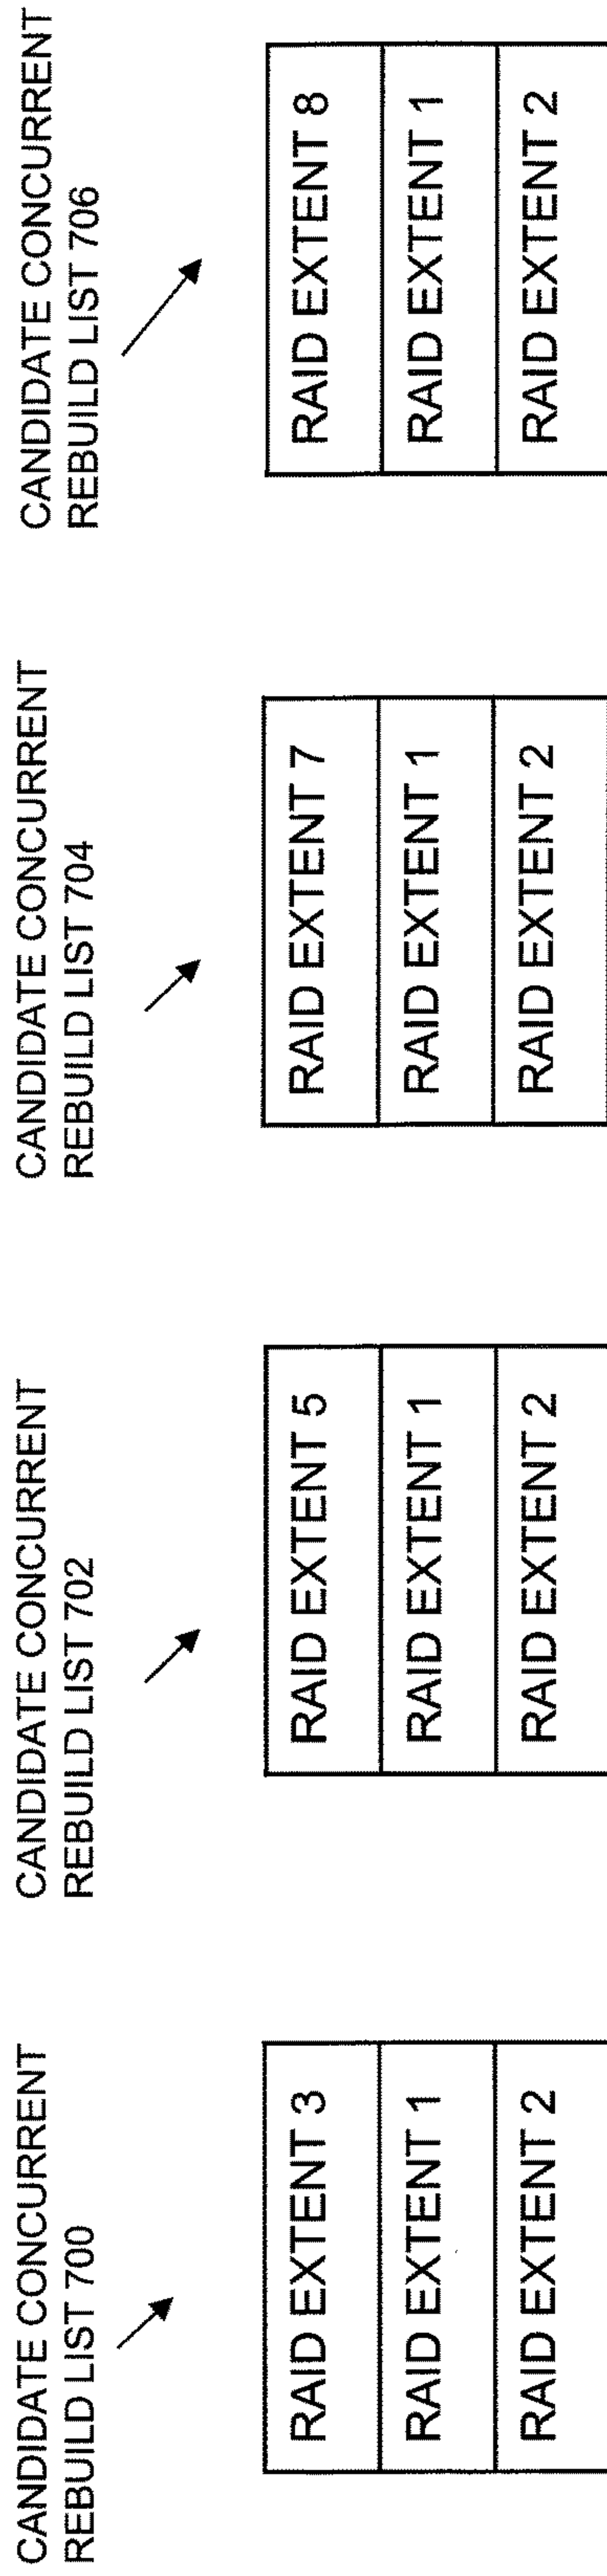 CANDIDATE CONCURRENT
REBUILD LIST 700
RAID EXTENT 3
RAID EXTENT 1
RAID EXTENT 2
CANDIDATE CONCURRENT
REBUILD LIST 702
RAID EXTENT 5
RAID EXTENT 1
RAID EXTENT 2
CANDIDATE CONCURRENT
REBUILD LIST 704
RAID EXTENT 7
RAID EXTENT 1
RAID EXTENT 2
CANDIDATE CONCURRENT
REBUILD LIST 706
RAID EXTENT 8
RAID EXTENT 1
RAID EXTENT 2